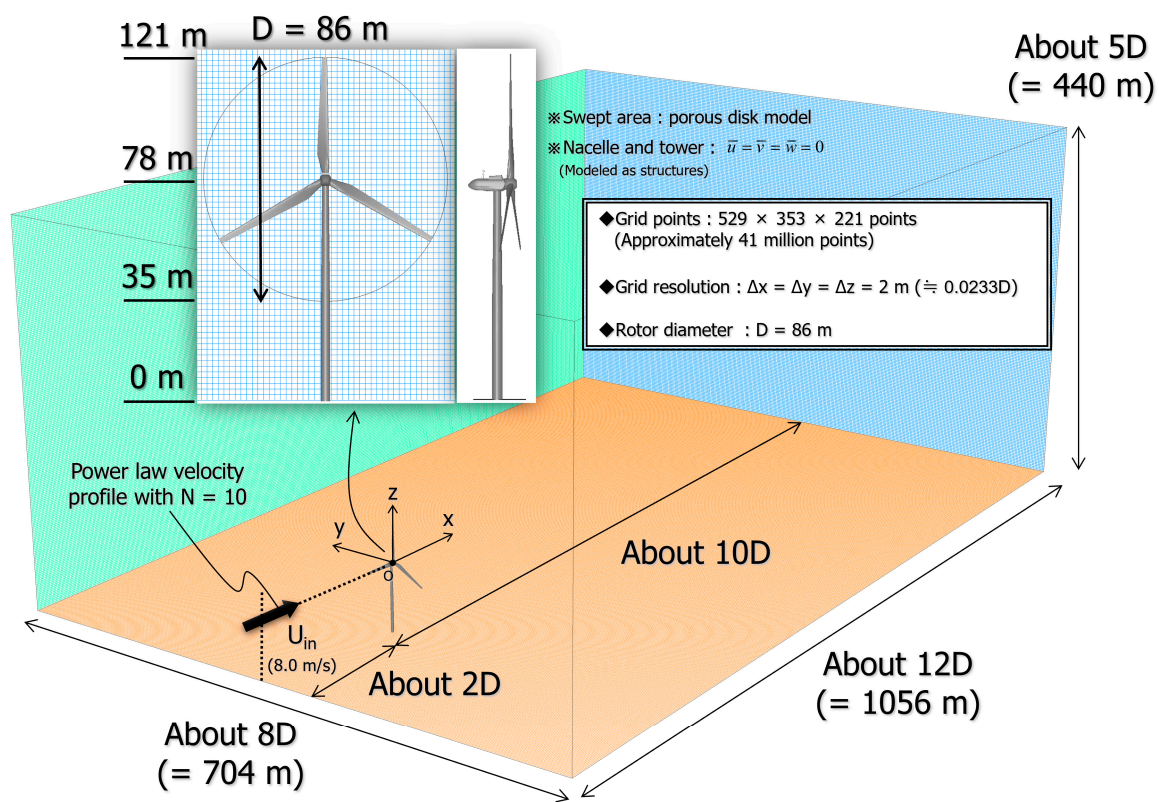 121 m
D = 86 m
78 m
35 m
0 m
About 5D
(= 440 m)
※Swept area : porous disk model
※Nacelle and tower : u̅ = v̅ = w̅ = 0
(Modeled as structures)
◆Grid points : 529 × 353 × 221 points
(Approximately 41 million points)
◆Grid resolution : Δx = Δy = Δz = 2 m (≒ 0.0233D)
◆Rotor diameter : D = 86 m
Power law velocity
profile with N = 10
z
y
x
O
Uin
(8.0 m/s)
About 10D
About 2D
About 12D
(= 1056 m)
About 8D
(= 704 m)